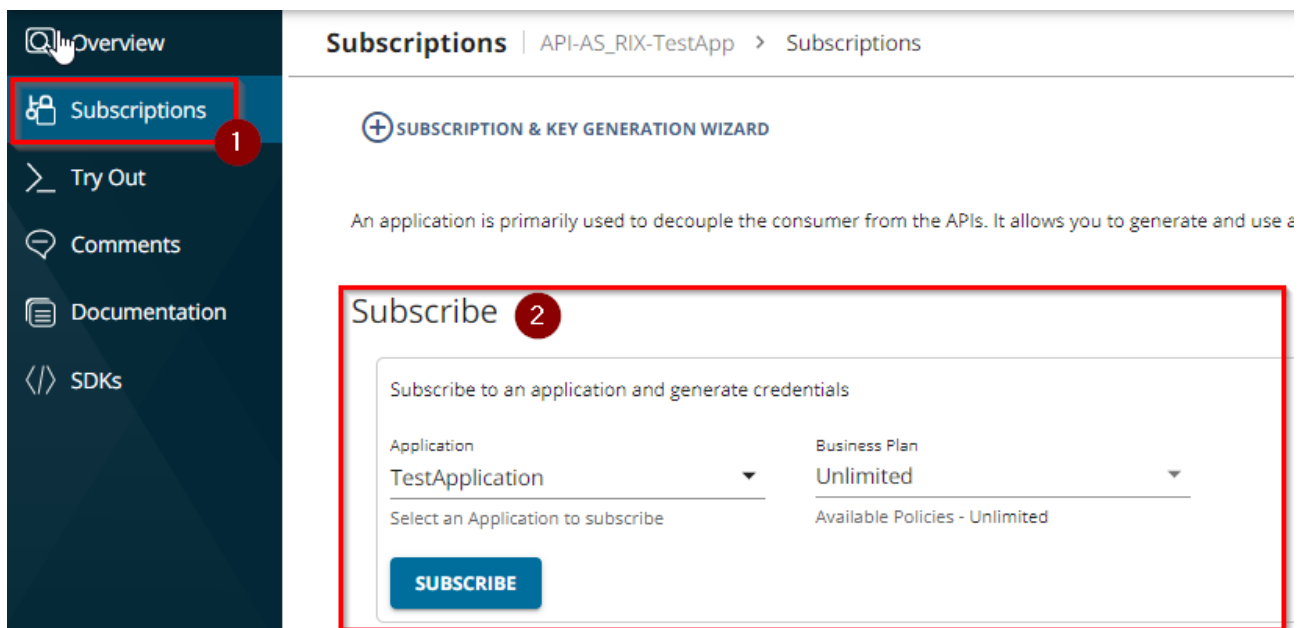 Overview
Subscriptions
1
Try Out
Comments
Documentation
SDKs
Subscriptions | API-AS_RIX-TestApp > Subscriptions
SUBSCRIPTION & KEY GENERATION WIZARD
An application is primarily used to decouple the consumer from the APIs. It allows you to generate and use a
Subscribe 2
Subscribe to an application and generate credentials
Application
TestApplication
Select an Application to subscribe
Business Plan
Unlimited
Available Policies - Unlimited
SUBSCRIBE